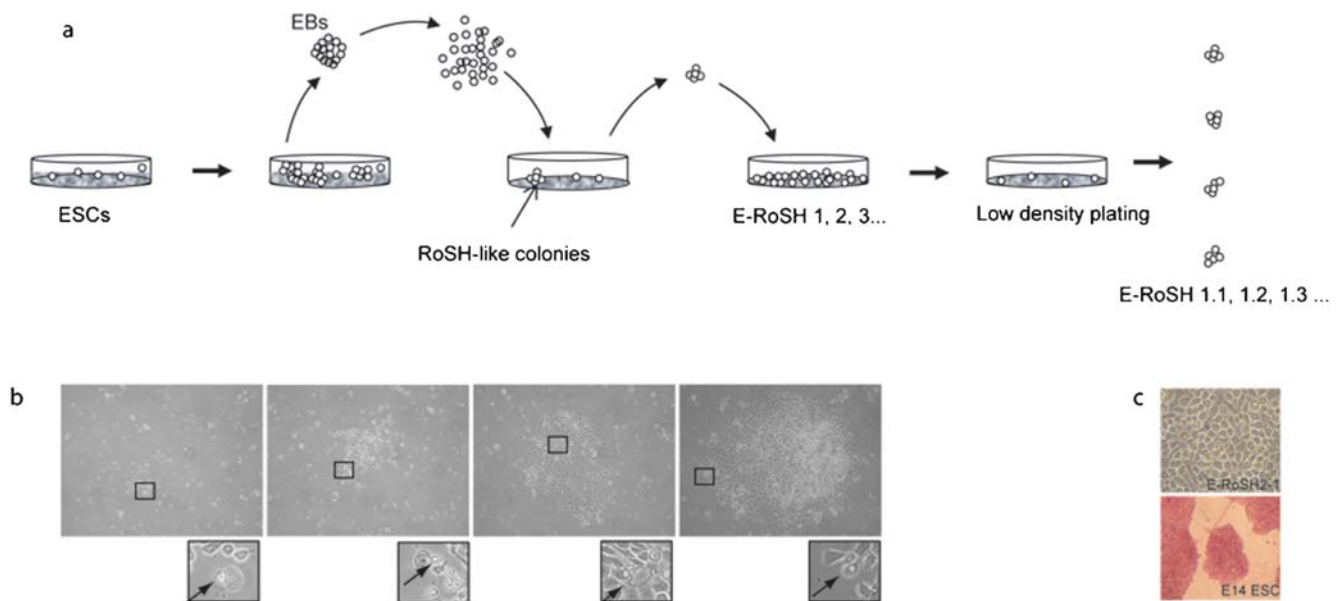 a
EBs
ESCs
RoSH-like colonies
E-RoSH 1, 2, 3...
Low density plating
E-RoSH 1.1, 1.2, 1.3 ...
b
c
E-RoSH2-1
E14 ESC